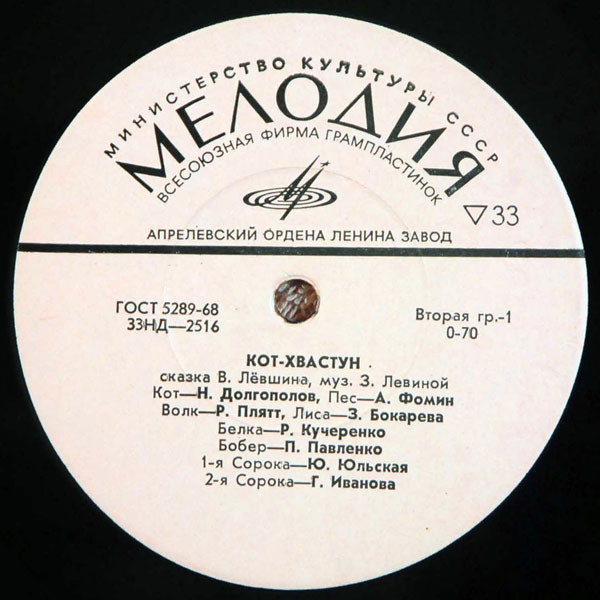 МИНИСТЕРСТВО КУЛЬТУРЫ СССР
МЕЛОДИЯ
ВСЕСОЮЗНАЯ ФИРМА ГРАМПЛАСТИНОК
▽33
АПРЕЛЕВСКИЙ ОРДЕНА ЛЕНИНА ЗАВОД
ГОСТ 5289-68
33НД—2516
Вторая гр.-1
0-70
КОТ-ХВАСТУН .
сказка В. Лёвшина, муз. З. Левиной
Кот—Н. Долгополов, Пес—А. Фомин
Волк—Р. Плятт, Лиса—З. Бокарева
Белка—Р. Кучеренко
Бобер—П. Павленко
1-я Сорока—Ю. Юльская
2-я Сорока—Г. Иванова